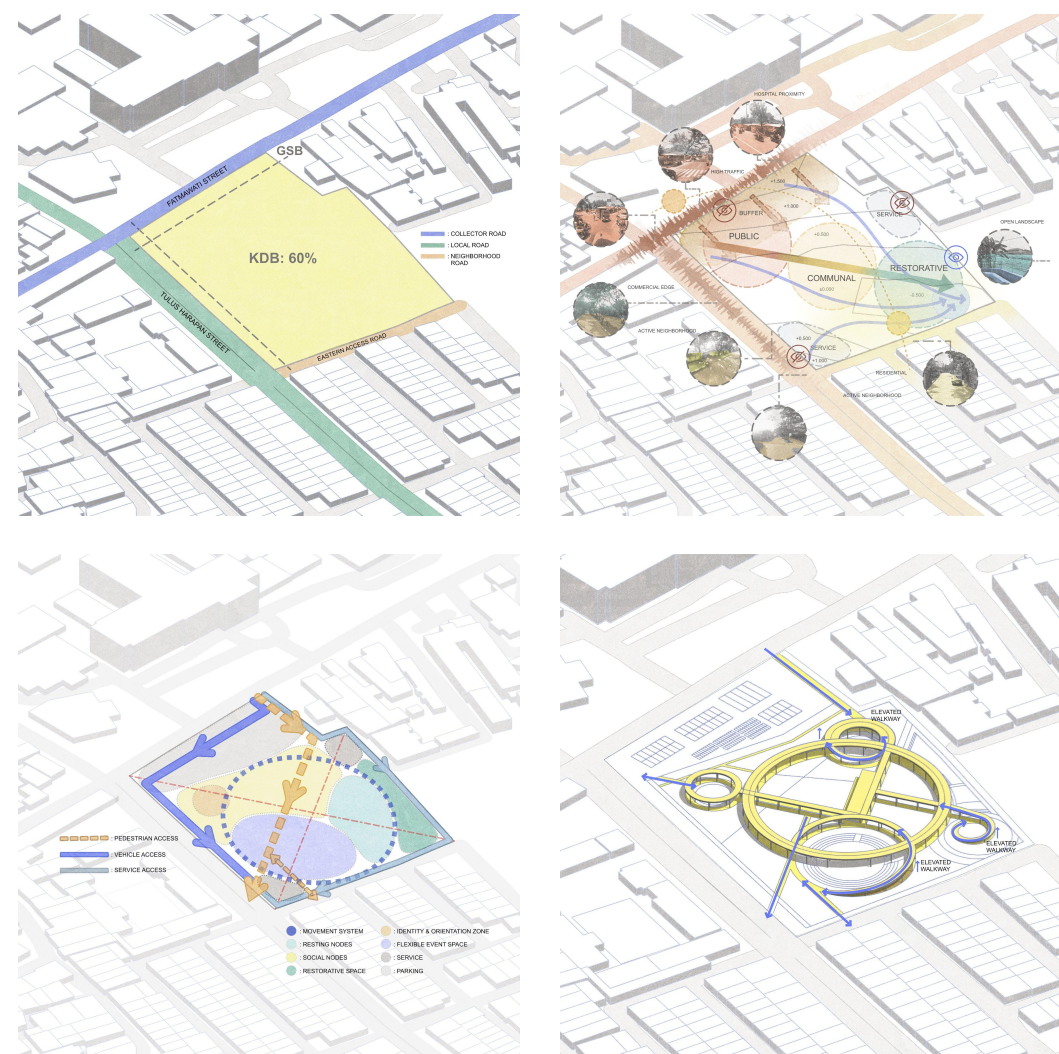 GSB
FATMAWATI STREET
KDB: 60%
: COLLECTOR ROAD
: LOCAL ROAD
: NEIGHBORHOOD
ROAD
TULUS HARAPAN STREET
EASTERN ACCESS ROAD
HOSPITAL PROXIMITY
HIGH TRAFFIC
+1.000
+1.000
BUFFER
SERVICE
OPEN LANDSCAPE
PUBLIC
+0.500
RESTORATIVE
COMMUNAL
±0.000
-0.500
COMMERCIAL EDGE
ACTIVE NEIGHBORHOOD
+0.500
SERVICE
+1.000
RESIDENTIAL
ACTIVE NEIGHBORHOOD
: PEDESTRIAN ACCESS
: VEHICLE ACCESS
: SERVICE ACCESS
: MOVEMENT SYSTEM
: RESTING NODES
: SOCIAL NODES
: RESTORATIVE SPACE
: IDENTITY & ORIENTATION ZONE
: FLEXIBLE EVENT SPACE
: SERVICE
: PARKING
ELEVATED
WALKWAY
ELEVATED
WALKWAY
ELEVATED
WALKWAY